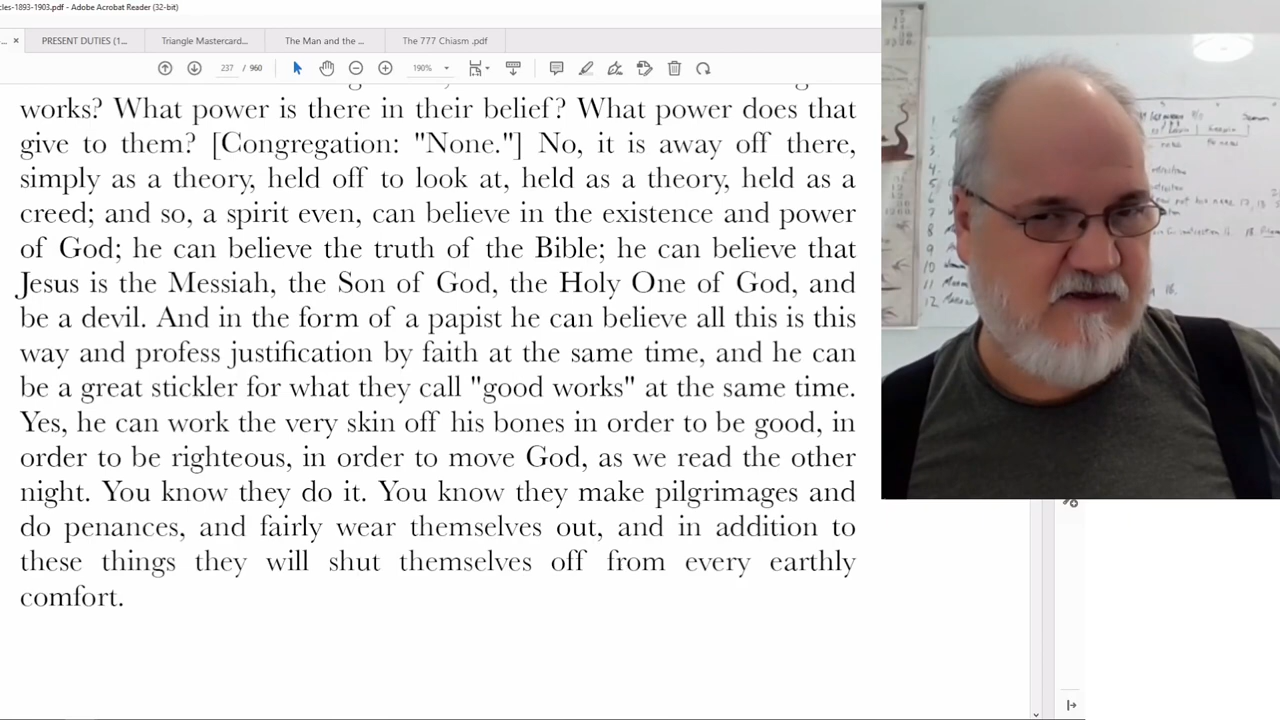 cles-1893-1903.pdf - Adobe Acrobat Reader (32-bit)
... × PRESENT DUTIES (1... Triangle Mastercard... The Man and the ... The 777 Chiasm .pdf
237 / 960 190%
works? What power is there in their belief? What power does that
give to them? [Congregation: "None."] No, it is away off there,
simply as a theory, held off to look at, held as a theory, held as a
creed; and so, a spirit even, can believe in the existence and power
of God; he can believe the truth of the Bible; he can believe that
Jesus is the Messiah, the Son of God, the Holy One of God, and
be a devil. And in the form of a papist he can believe all this is this
way and profess justification by faith at the same time, and he can
be a great stickler for what they call "good works" at the same time.
Yes, he can work the very skin off his bones in order to be good, in
order to be righteous, in order to move God, as we read the other
night. You know they do it. You know they make pilgrimages and
do penances, and fairly wear themselves out, and in addition to
these things they will shut themselves off from every earthly
comfort.
1260
8
9
10
11
12